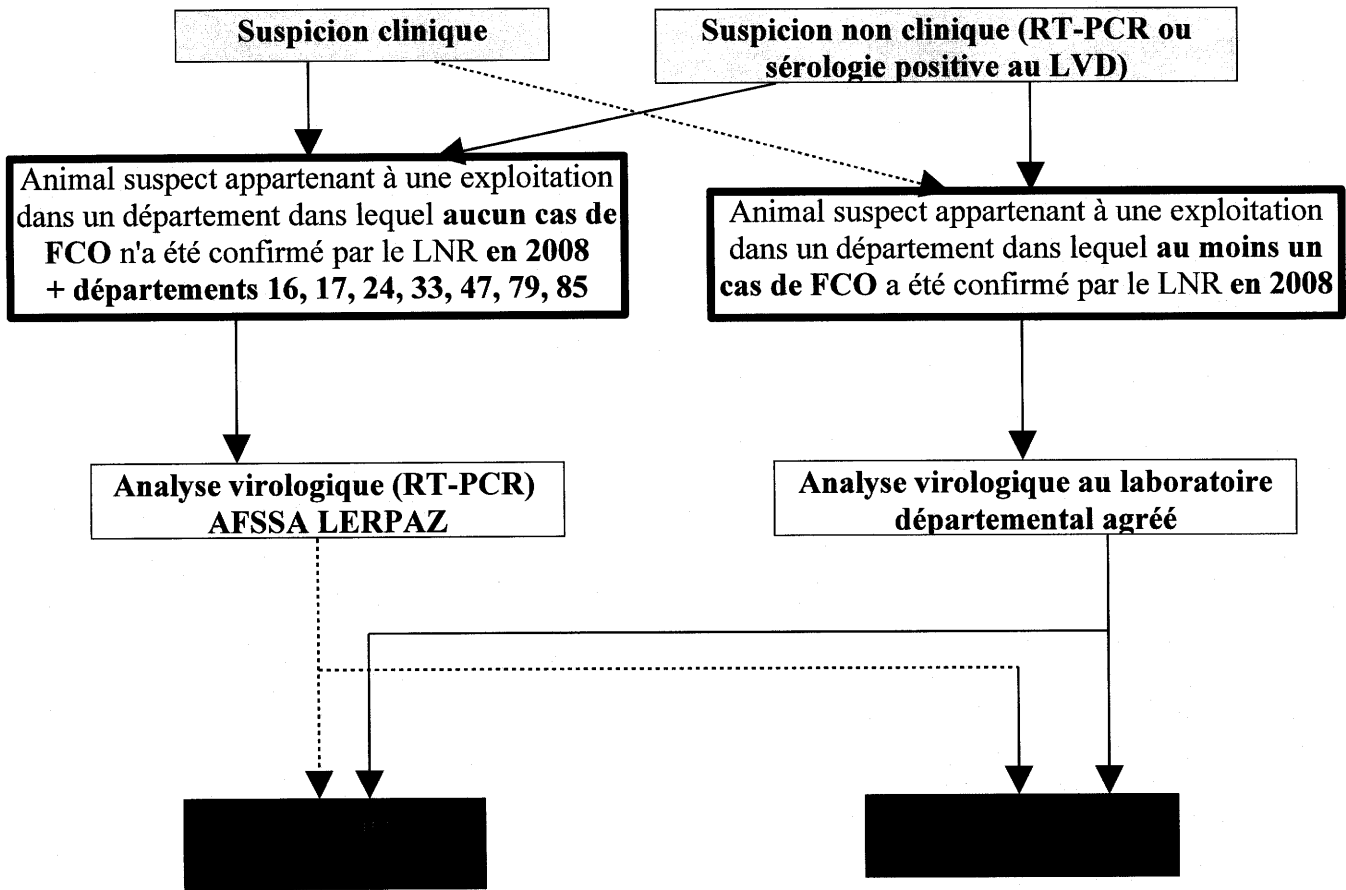 Suspicion clinique
Suspicion non clinique (RT-PCR ou
sérologie positive au LVD)
Animal suspect appartenant à une exploitation
dans un département dans lequel aucun cas de
FCO n'a été confirmé par le LNR en 2008
+ départements 16, 17, 24, 33, 47, 79, 85
Animal suspect appartenant à une exploitation
dans un département dans lequel au moins un
cas de FCO a été confirmé par le LNR en 2008
Analyse virologique (RT-PCR)
AFSSA LERPAZ
Analyse virologique au laboratoire
départemental agréé